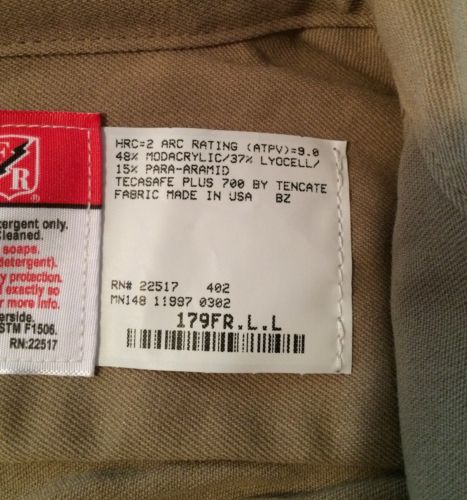 FR®
tergent only.
Cleaned.
soaps.
detergent).
y protection.
d exactly so
r more info.
erside.
STM F1506.
RN:22517
HRC=2 ARC RATING (ATPV)=9.0
48% MODACRYLIC/37% LYOCELL/
15% PARA-ARAMID
TECASAFE PLUS 700 BY TENCATE
FABRIC MADE IN USA BZ
RN# 22517 402
MN148 11997 0302
179FR.L.L